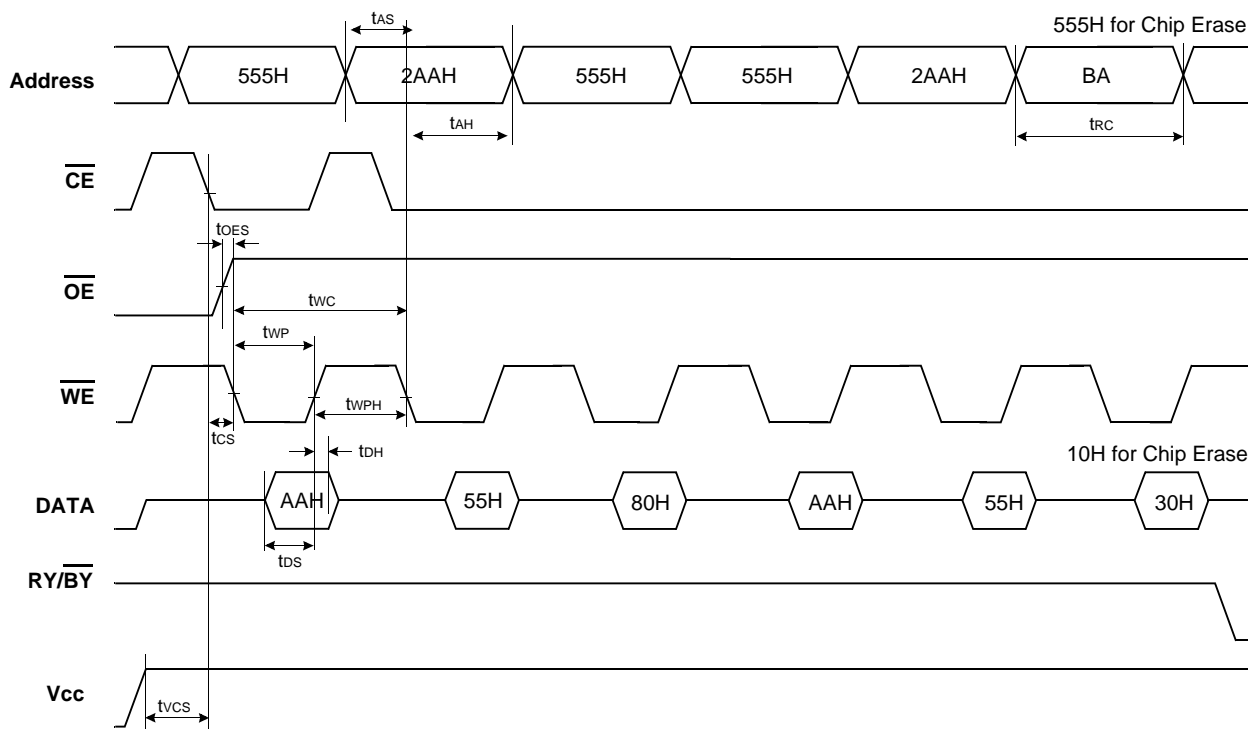 tAS
555H for Chip Erase
Address 555H 2AAH 555H 555H 2AAH BA
tAH tRC
CE
tOES
OE
tWC
tWP
WE
tWPH
tCS
tDH
10H for Chip Erase
DATA AAH 55H 80H AAH 55H 30H
tDS
RY/BY
Vcc
tVCS